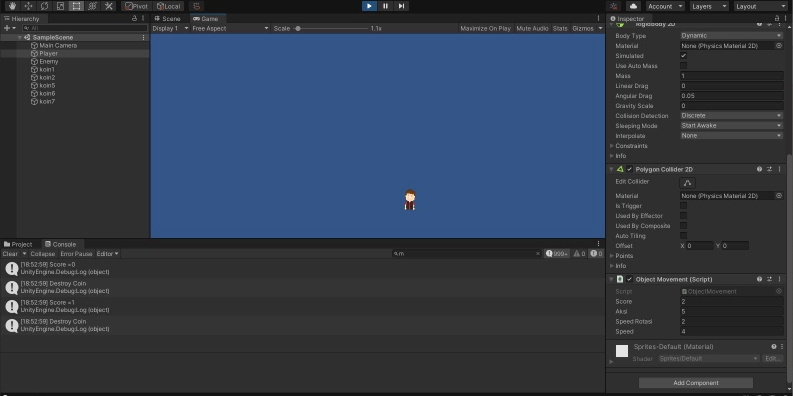 Pivot Local Account Layers Layout
Hierarchy
All
SampleScene
Main Camera
Player
Enemy
koin1
koin2
koin5
koin6
koin7
Scene Game
Display 1 Free Aspect Scale 1.1x Maximize On Play Mute Audio Stats Gizmos
Project Console
Clear Collapse Error Pause Editor m 999+ 0 0
[18:52:59] Score =0
UnityEngine.Debug:Log (object)
[18:52:59] Destroy Coin
UnityEngine.Debug:Log (object)
[18:52:59] Score =1
UnityEngine.Debug:Log (object)
[18:52:59] Destroy Coin
UnityEngine.Debug:Log (object)
Inspector
Rigidbody 2D
Body Type Dynamic
Material None (Physics Material 2D)
Simulated
Use Auto Mass
Mass 1
Linear Drag 0
Angular Drag 0.05
Gravity Scale 0
Collision Detection Discrete
Sleeping Mode Start Awake
Interpolate None
Constraints
Info
Polygon Collider 2D
Edit Collider
Material None (Physics Material 2D)
Is Trigger
Used By Effector
Used By Composite
Auto Tiling
Offset X 0 Y 0
Points
Info
Object Movement (Script)
Script ObjectMovement
Score 2
Aksi 5
Speed Rotasi 2
Speed 4
Sprites-Default (Material)
Shader Sprites/Default Edit...
Add Component